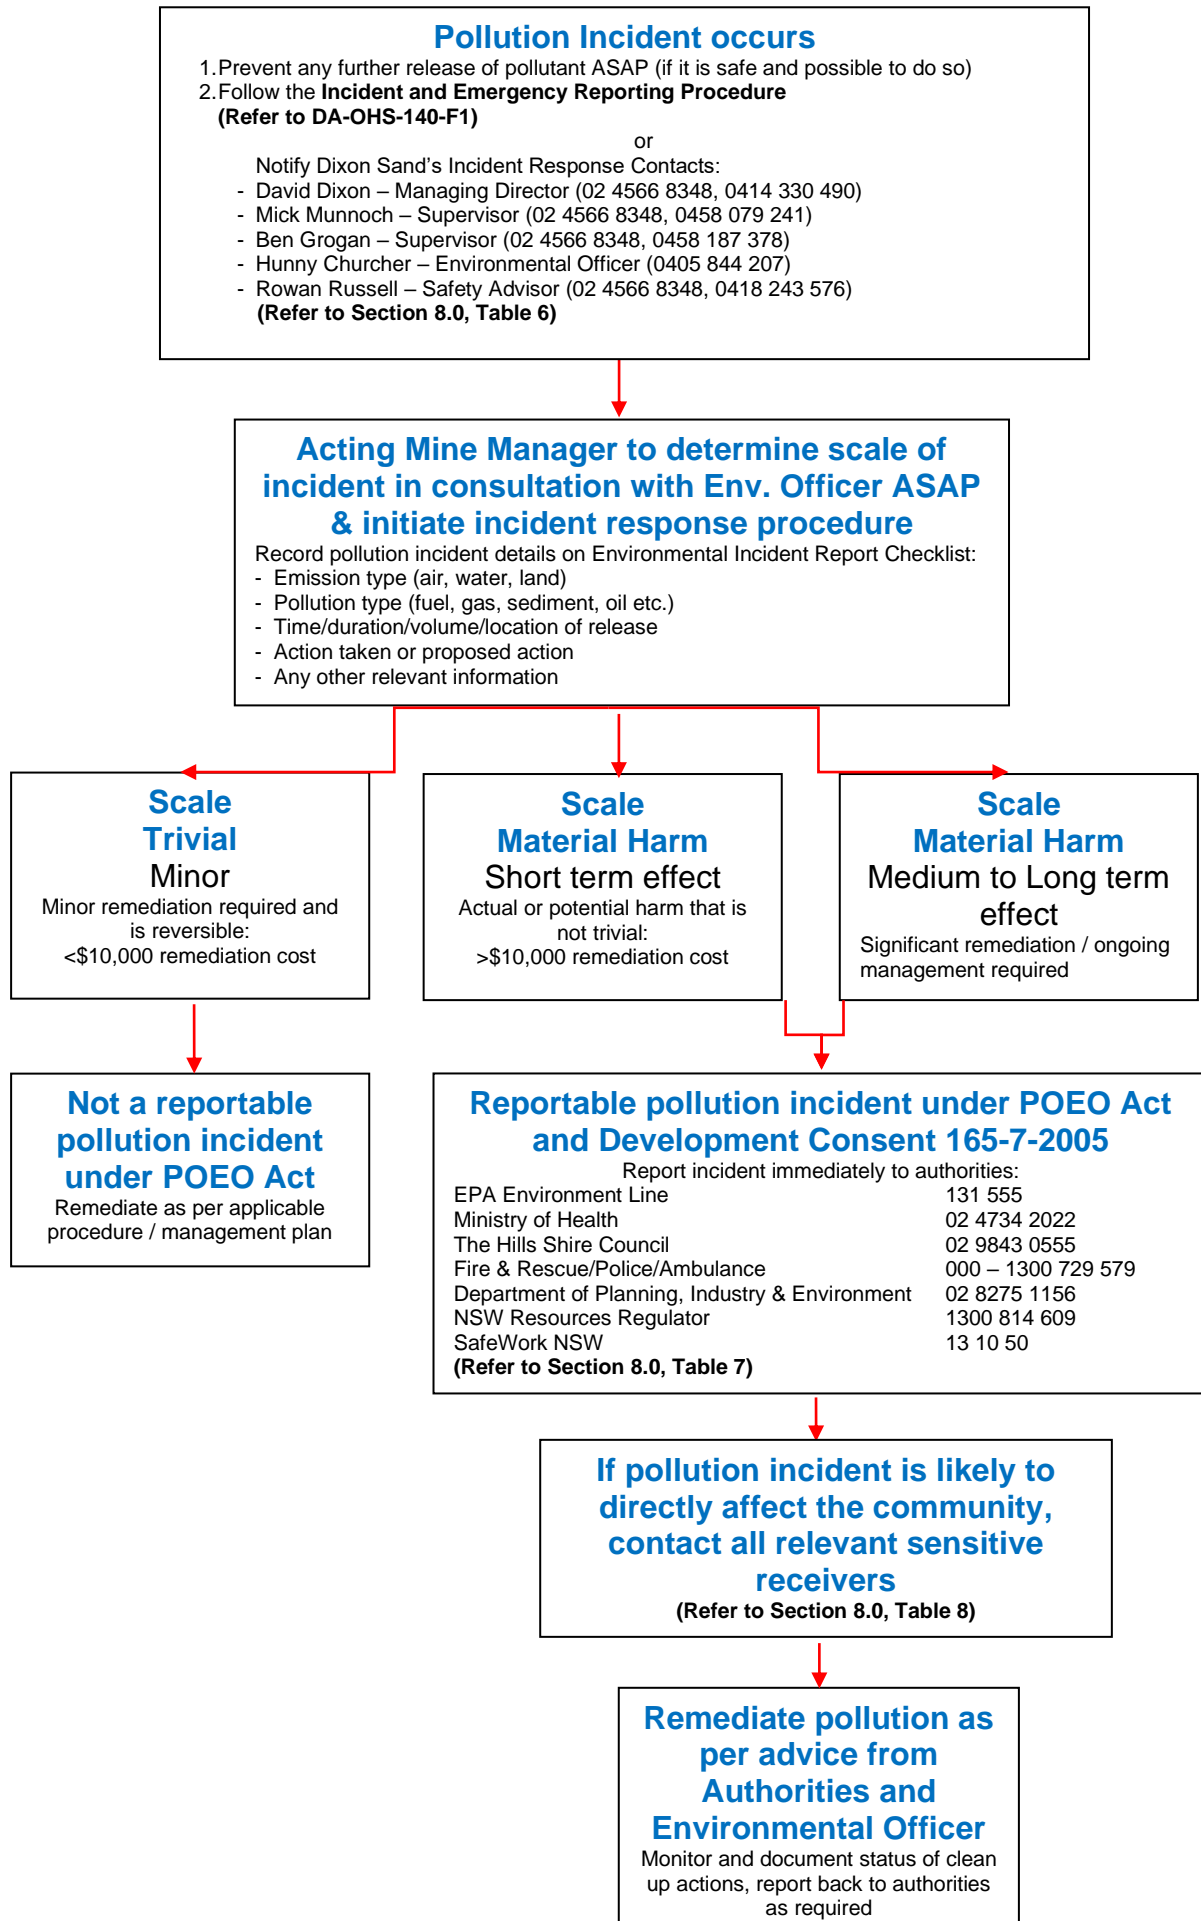 Pollution Incident occurs
1.Prevent any further release of pollutant ASAP (if it is safe and possible to do so)
2.Follow the Incident and Emergency Reporting Procedure
(Refer to DA-OHS-140-F1)
or
Notify Dixon Sand's Incident Response Contacts:
- David Dixon – Managing Director (02 4566 8348, 0414 330 490)
- Mick Munnoch – Supervisor (02 4566 8348, 0458 079 241)
- Ben Grogan – Supervisor (02 4566 8348, 0458 187 378)
- Hunny Churcher – Environmental Officer (0405 844 207)
- Rowan Russell – Safety Advisor (02 4566 8348, 0418 243 576)
(Refer to Section 8.0, Table 6)
Acting Mine Manager to determine scale of
incident in consultation with Env. Officer ASAP
& initiate incident response procedure
Record pollution incident details on Environmental Incident Report Checklist:
- Emission type (air, water, land)
- Pollution type (fuel, gas, sediment, oil etc.)
- Time/duration/volume/location of release
- Action taken or proposed action
- Any other relevant information
Scale
Trivial
Minor
Minor remediation required and
is reversible:
<$10,000 remediation cost
Scale
Material Harm
Short term effect
Actual or potential harm that is
not trivial:
>$10,000 remediation cost
Scale
Material Harm
Medium to Long term
effect
Significant remediation / ongoing
management required
Not a reportable
pollution incident
under POEO Act
Remediate as per applicable
procedure / management plan
Reportable pollution incident under POEO Act
and Development Consent 165-7-2005
Report incident immediately to authorities:
EPA Environment Line 131 555
Ministry of Health 02 4734 2022
The Hills Shire Council 02 9843 0555
Fire & Rescue/Police/Ambulance 000 – 1300 729 579
Department of Planning, Industry & Environment 02 8275 1156
NSW Resources Regulator 1300 814 609
SafeWork NSW 13 10 50
(Refer to Section 8.0, Table 7)
If pollution incident is likely to
directly affect the community,
contact all relevant sensitive
receivers
(Refer to Section 8.0, Table 8)
Remediate pollution as
per advice from
Authorities and
Environmental Officer
Monitor and document status of clean
up actions, report back to authorities
as required